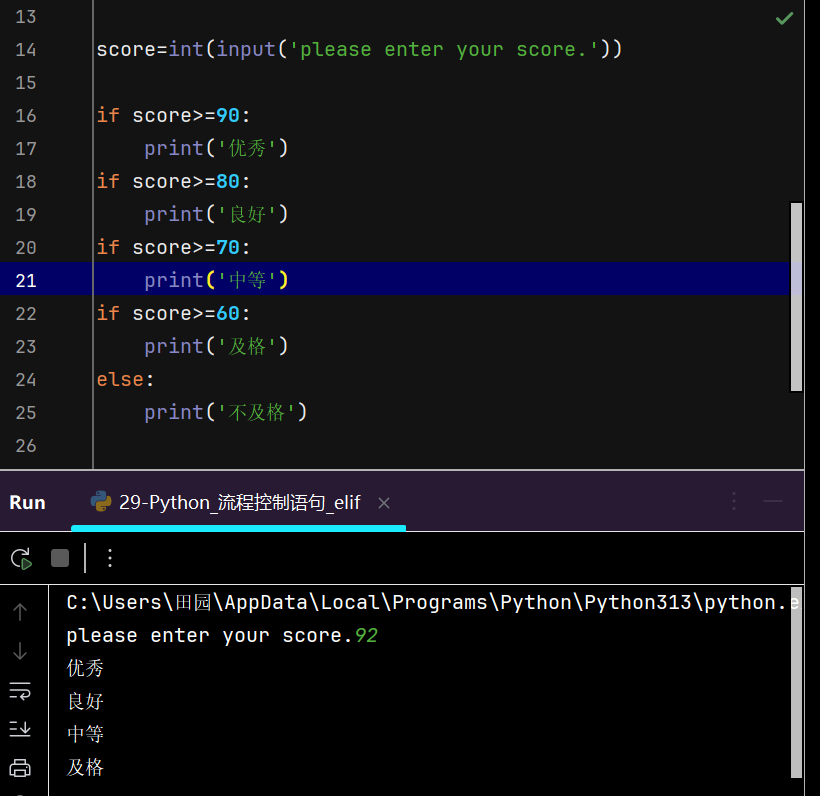 13
14 score=int(input('please enter your score.'))
15
16 if score>=90:
17 print('优秀')
18 if score>=80:
19 print('良好')
20 if score>=70:
21 print('中等')
22 if score>=60:
23 print('及格')
24 else:
25 print('不及格')
26
Run 29-Python_流程控制语句_elif
C:\Users\田园\AppData\Local\Programs\Python\Python313\python.e
please enter your score.92
优秀
良好
中等
及格